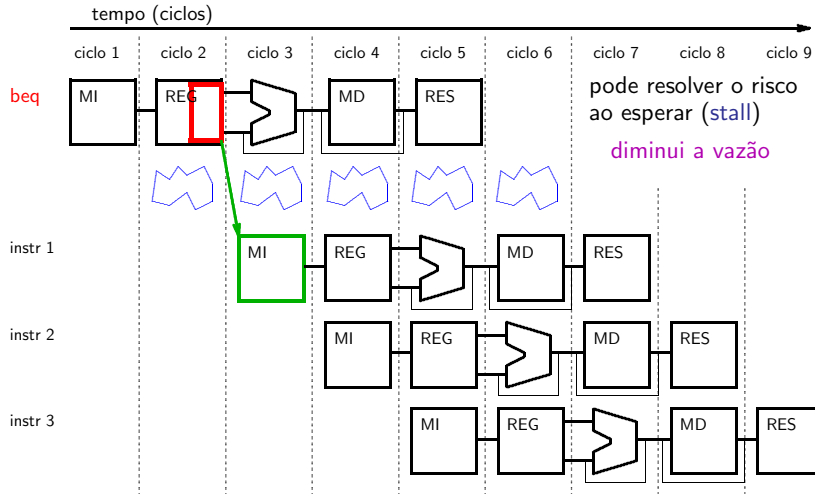 tempo (ciclos)
ciclo 1 ciclo 2 ciclo 3 ciclo 4 ciclo 5 ciclo 6 ciclo 7 ciclo 8 ciclo 9
beq MI REG MD RES
pode resolver o risco
ao esperar (stall)
diminui a vazão
instr 1 MI REG MD RES
instr 2 MI REG MD RES
instr 3 MI REG MD RES